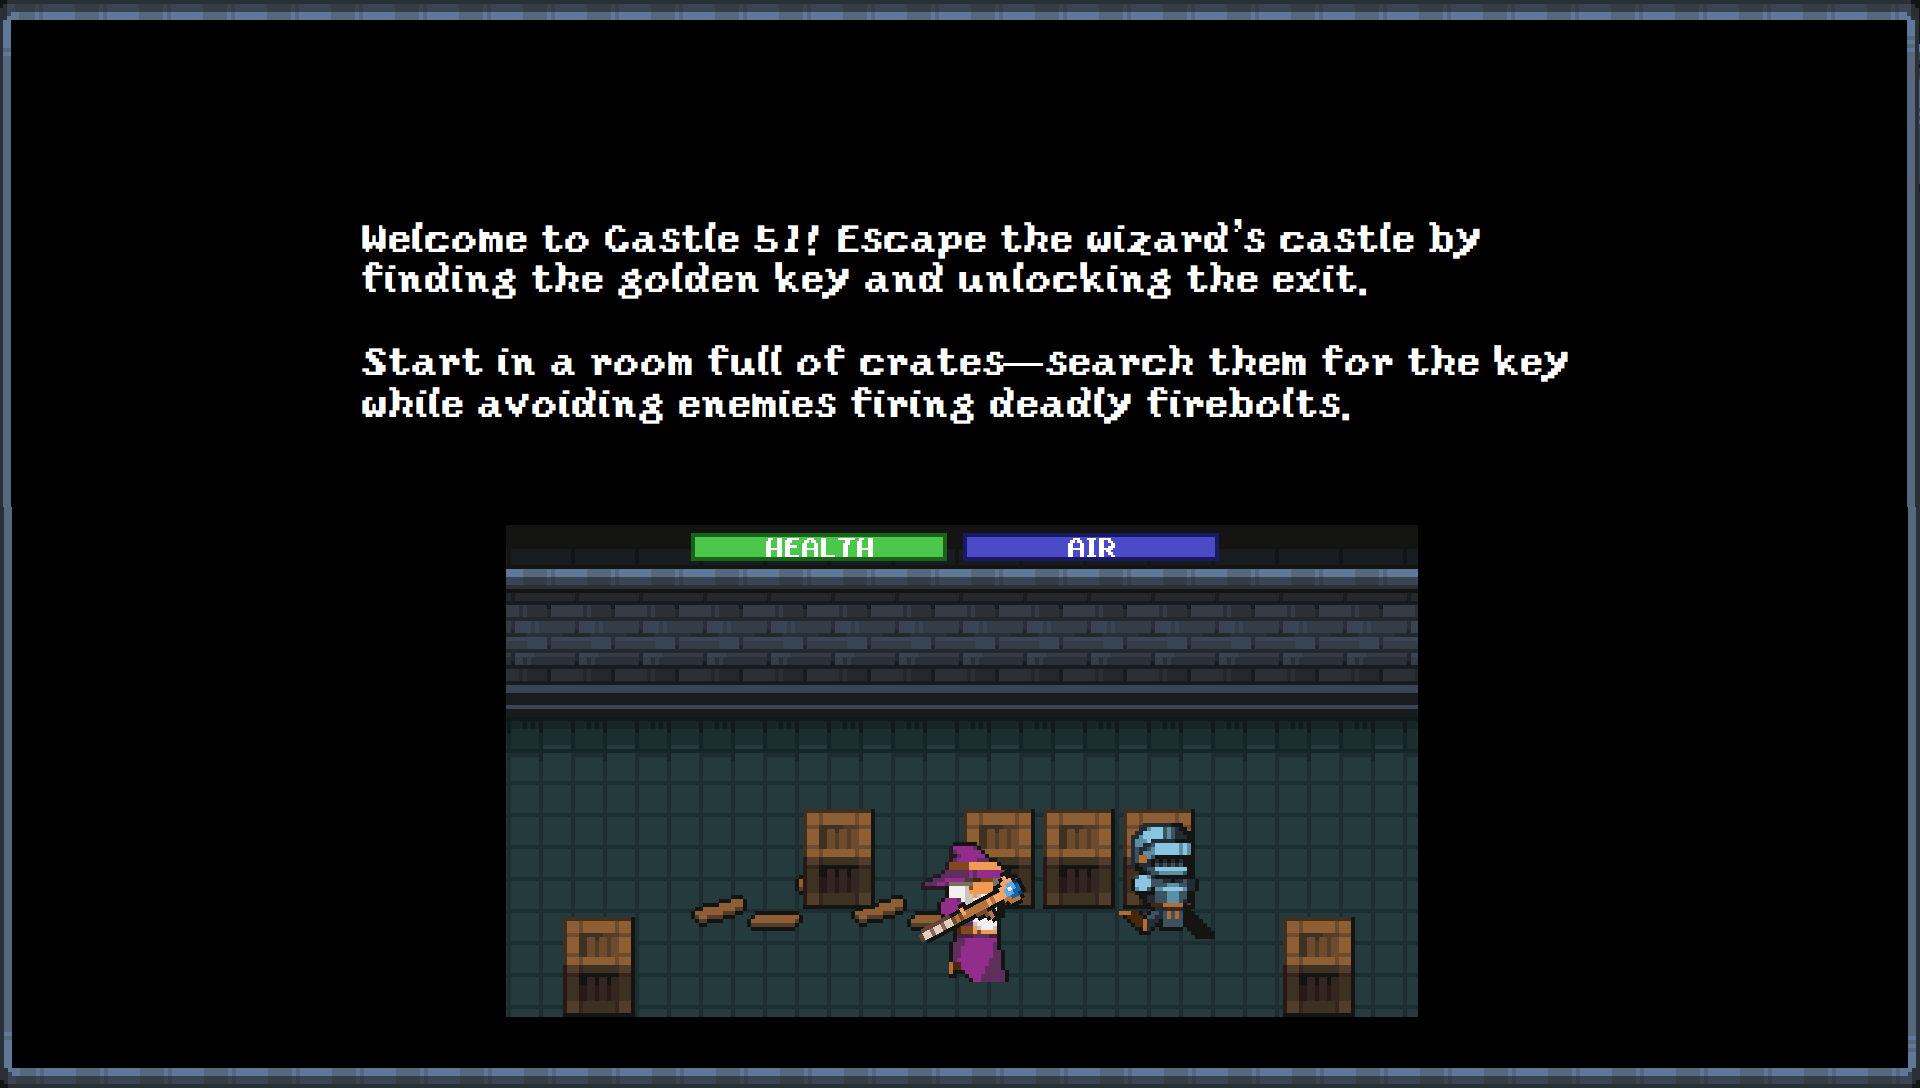 Welcome to Castle 51! Escape the wizard's castle by
finding the golden key and unlocking the exit.
Start in a room full of crates—search them for the key
while avoiding enemies firing deadly firebolts.
HEALTH
AIR